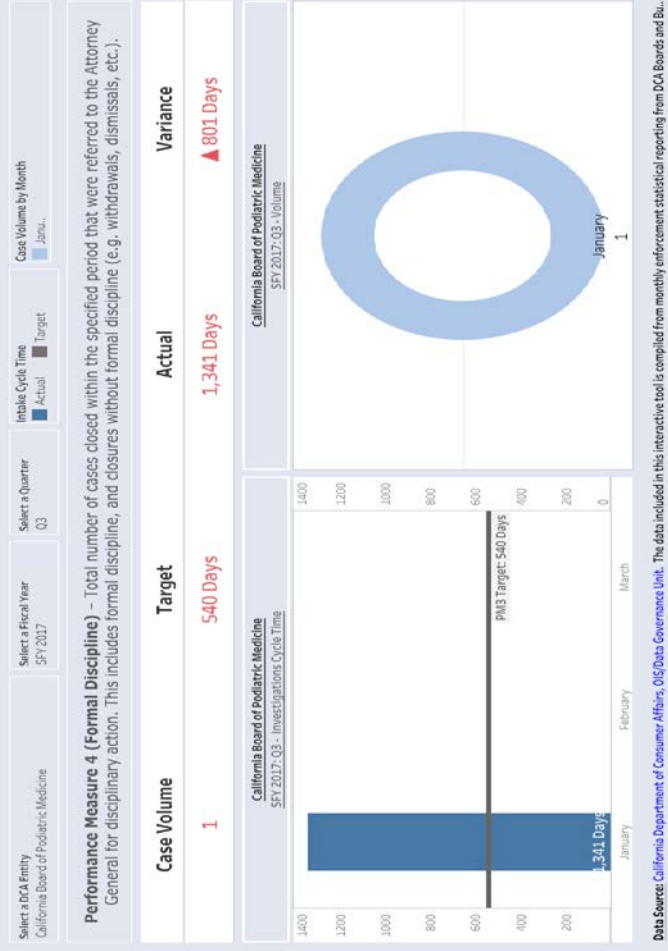 Select a DCA Entity
California Board of Podiatric Medicine
Select a Fiscal Year
SFY 2017
Select a Quarter
Q3
Intake Cycle Time
Actual
Target
Case Volume by Month
Janu..
Performance Measure 4 (Formal Discipline) – Total number of cases closed within the specified period that were referred to the Attorney
General for disciplinary action. This includes formal discipline, and closures without formal discipline (e.g. withdrawals, dismissals, etc.).
Case Volume
Target
Actual
Variance
1
540 Days
1,341 Days
▲ 801 Days
California Board of Podiatric Medicine
SFY 2017: Q3 - Investigations Cycle Time
1400
1200
1000
800
600
400
200
1400
1200
1000
800
600
400
200
0
PM3 Target: 540 Days
1,341 Days
January
February
March
California Board of Podiatric Medicine
SFY 2017: Q3 - Volume
January
1
Data Source: California Department of Consumer Affairs, OIS/Data Governance Unit. The data included in this interactive tool is compiled from monthly enforcement statistical reporting from DCA Boards and Bu..